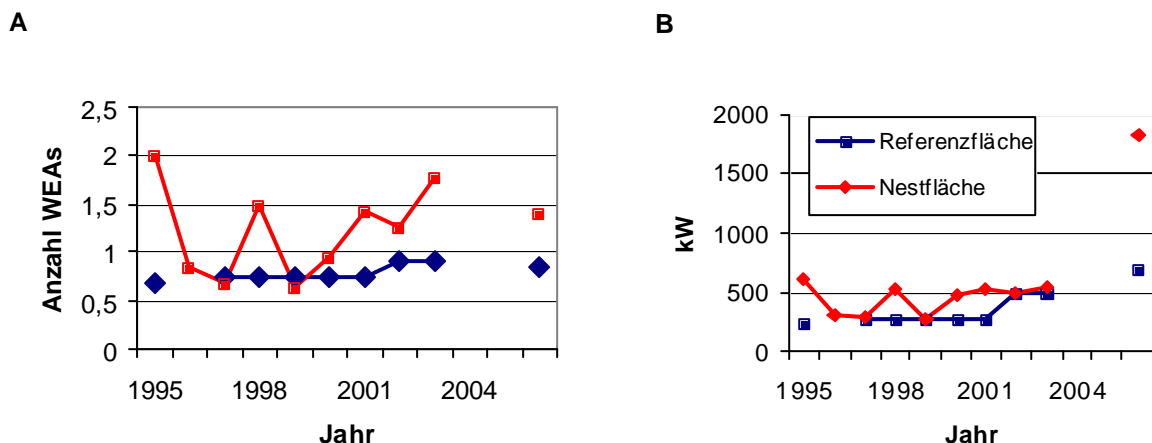 A
Anzahl WEAs
2,5
2
1,5
1
0,5
0
1995 1998 2001 2004
Jahr
B
kW
2000
1500
1000
500
0
Referenzfläche
Nestfläche
1995 1998 2001 2004
Jahr